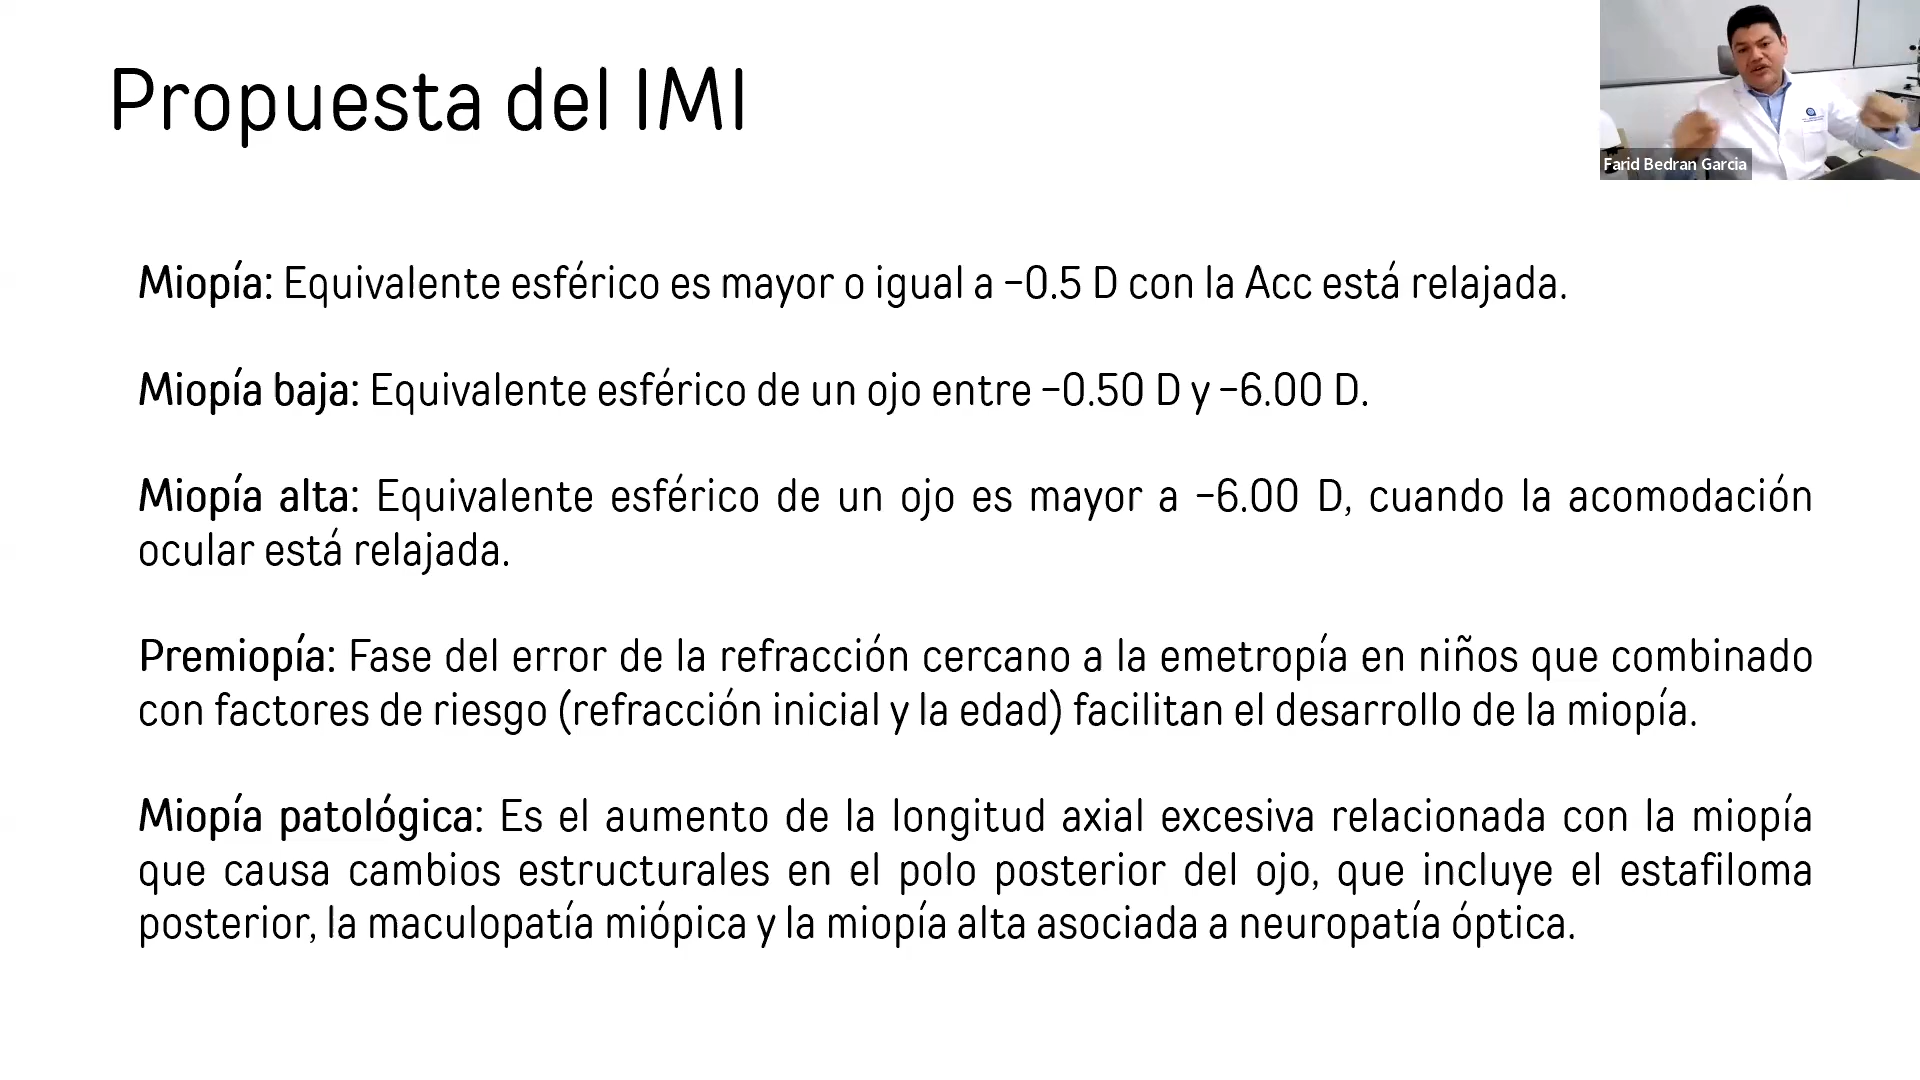 Propuesta del IMI
Farid Bedran Garcia
Miopía: Equivalente esférico es mayor o igual a −0.5 D con la Acc está relajada.
Miopía baja: Equivalente esférico de un ojo entre −0.50 D y −6.00 D.
Miopía alta: Equivalente esférico de un ojo es mayor a −6.00 D, cuando la acomodación
ocular está relajada.
Premiopía: Fase del error de la refracción cercano a la emetropía en niños que combinado
con factores de riesgo (refracción inicial y la edad) facilitan el desarrollo de la miopía.
Miopía patológica: Es el aumento de la longitud axial excesiva relacionada con la miopía
que causa cambios estructurales en el polo posterior del ojo, que incluye el estafiloma
posterior, la maculopatía miópica y la miopía alta asociada a neuropatía óptica.